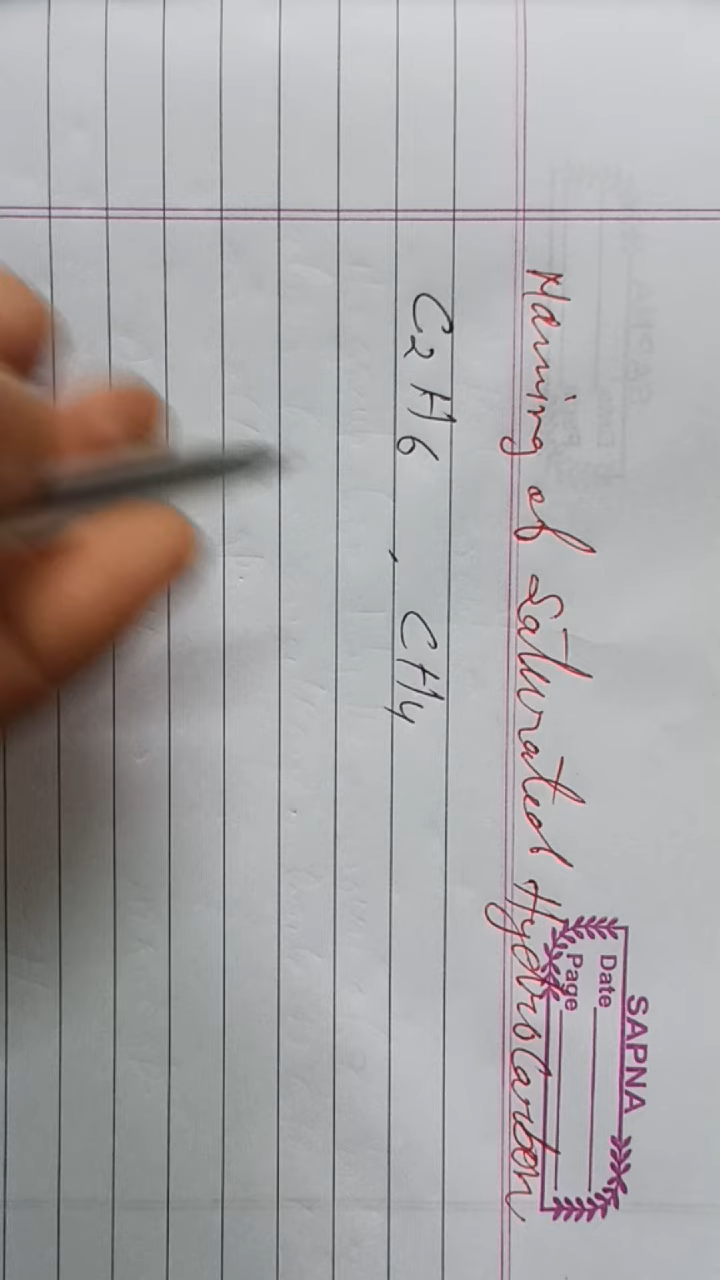 SAPNA
Date
Page
Naming of Saturated Hydrocarbon
C2H6, CH4